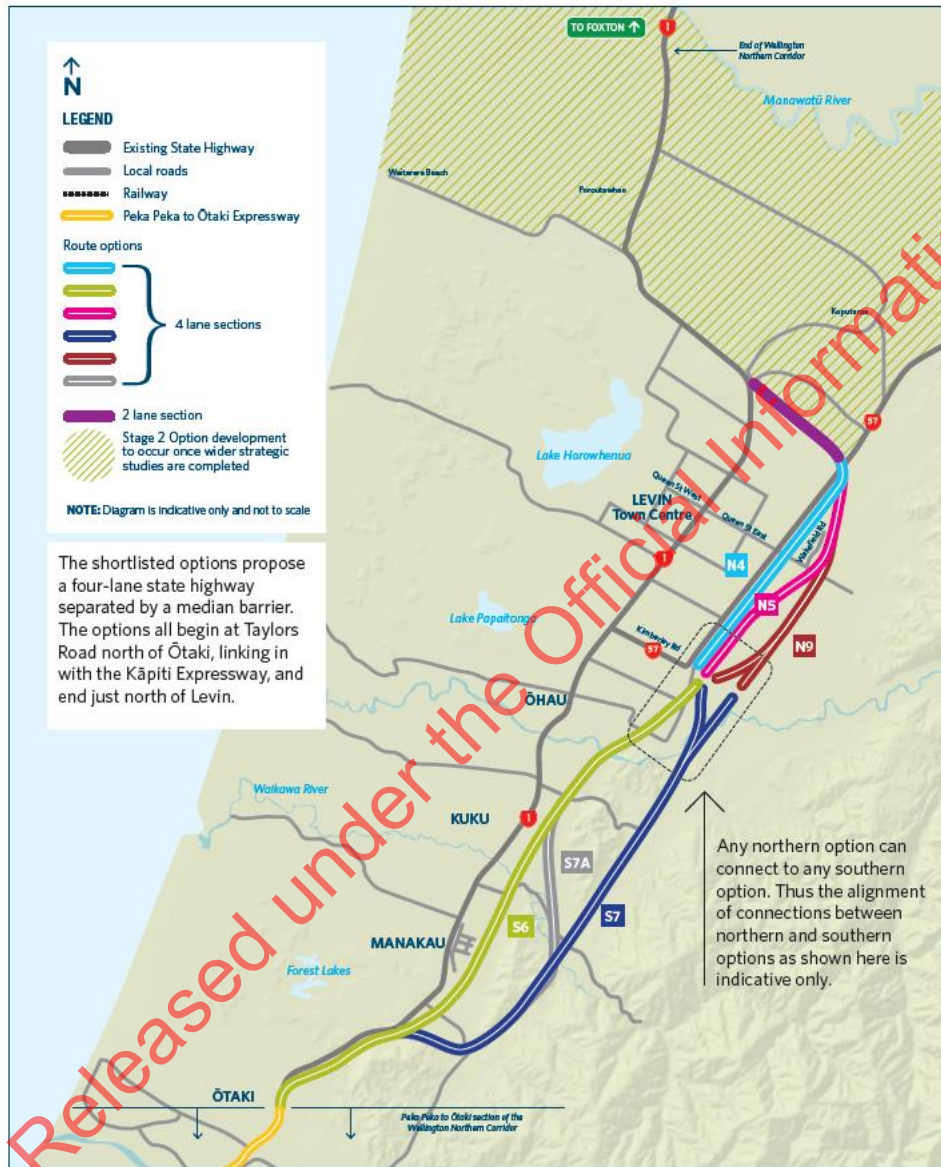 TO FOXTON ↑
1
End of Wellington
Northern Corridor
Manawatū River
N
LEGEND
Existing State Highway
Local roads
Railway
Peka Peka to Ōtaki Expressway
Route options
4 lane sections
2 lane section
Stage 2 Option development
to occur once wider strategic
studies are completed
NOTE: Diagram is indicative only and not to scale
The shortlisted options propose
a four-lane state highway
separated by a median barrier.
The options all begin at Taylors
Road north of Ōtaki, linking in
with the Kāpiti Expressway, and
end just north of Levin.
Waiterere Beach
Poroutawhao
Koputaroa
57
Lake Horowhenua
Queen St West
LEVIN
Town Centre
Queen St East
Wakefield Rd
1
N4
N5
N9
Lake Papaitonga
Kimberley Rd
57
ŌHAU
Waikawa River
KUKU
1
S7A
S7
S6
MANAKAU
Forest Lakes
Any northern option can
connect to any southern
option. Thus the alignment
of connections between
northern and southern
options as shown here is
indicative only.
ŌTAKI
Peka Peka to Ōtaki section of the
Wellington Northern Corridor
Released under the Official Informatio